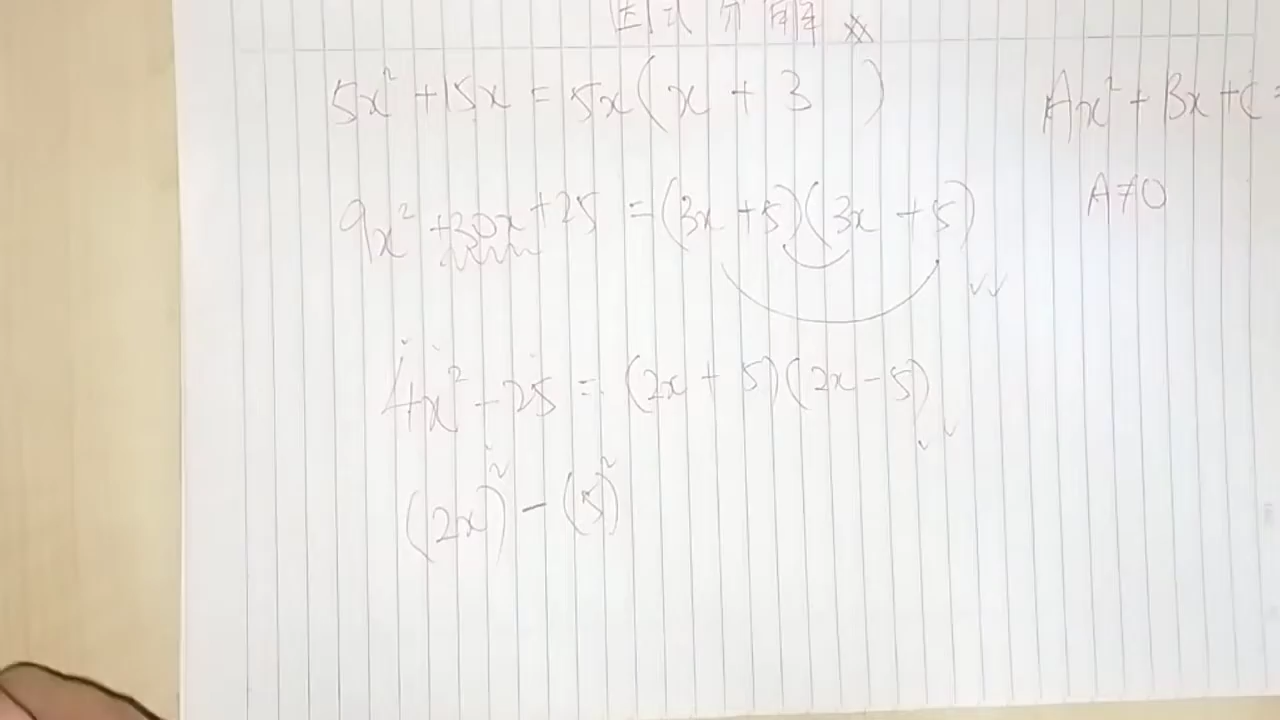 因式分解 ※
5x² + 15x = 5x(x + 3)
9x² + 30x + 25 = (3x + 5)(3x + 5)
4x² - 25 = (2x + 5)(2x - 5)
(2x)² - (5)²
Ax² + Bx + C =
A ≠ 0